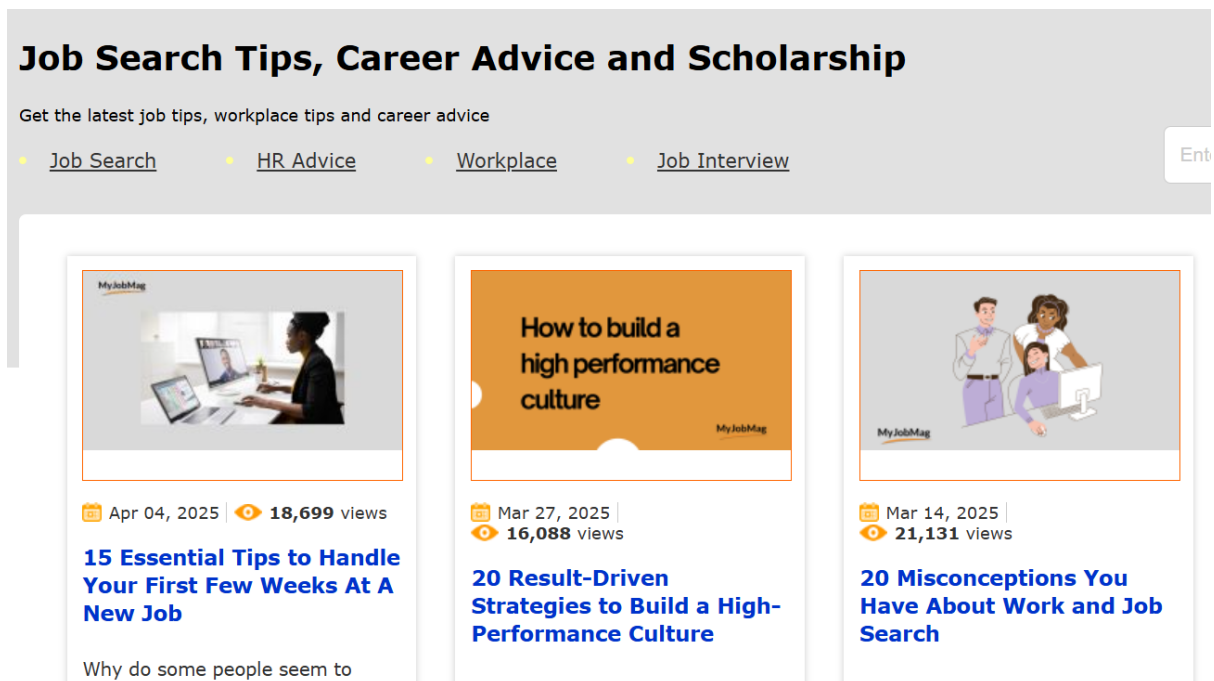 Job Search Tips, Career Advice and Scholarship
Get the latest job tips, workplace tips and career advice
Job Search
HR Advice
Workplace
Job Interview
Ent
MyJobMag
Apr 04, 2025
18,699 views
15 Essential Tips to Handle
Your First Few Weeks At A
New Job
Why do some people seem to
How to build a
high performance
culture
MyJobMag
Mar 27, 2025
16,088 views
20 Result-Driven
Strategies to Build a High-
Performance Culture
MyJobMag
Mar 14, 2025
21,131 views
20 Misconceptions You
Have About Work and Job
Search